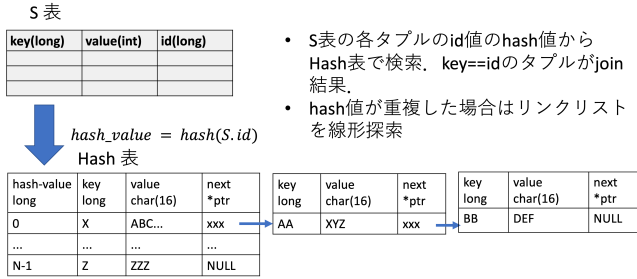 S 表
key(long) value(int) id(long)
• S表の各タプルのid値のhash値から
Hash表で検索．key==idのタプルがjoin
結果．
• hash値が重複した場合はリンクリスト
を線形探索
hash_value = hash(S.id)
Hash 表
hash-value long key long value char(16) next *ptr
0 X ABC... xxx
... ... ...
N-1 Z ZZZ NULL
key long value char(16) next *ptr
AA XYZ xxx
key long value char(16) next *ptr
BB DEF NULL